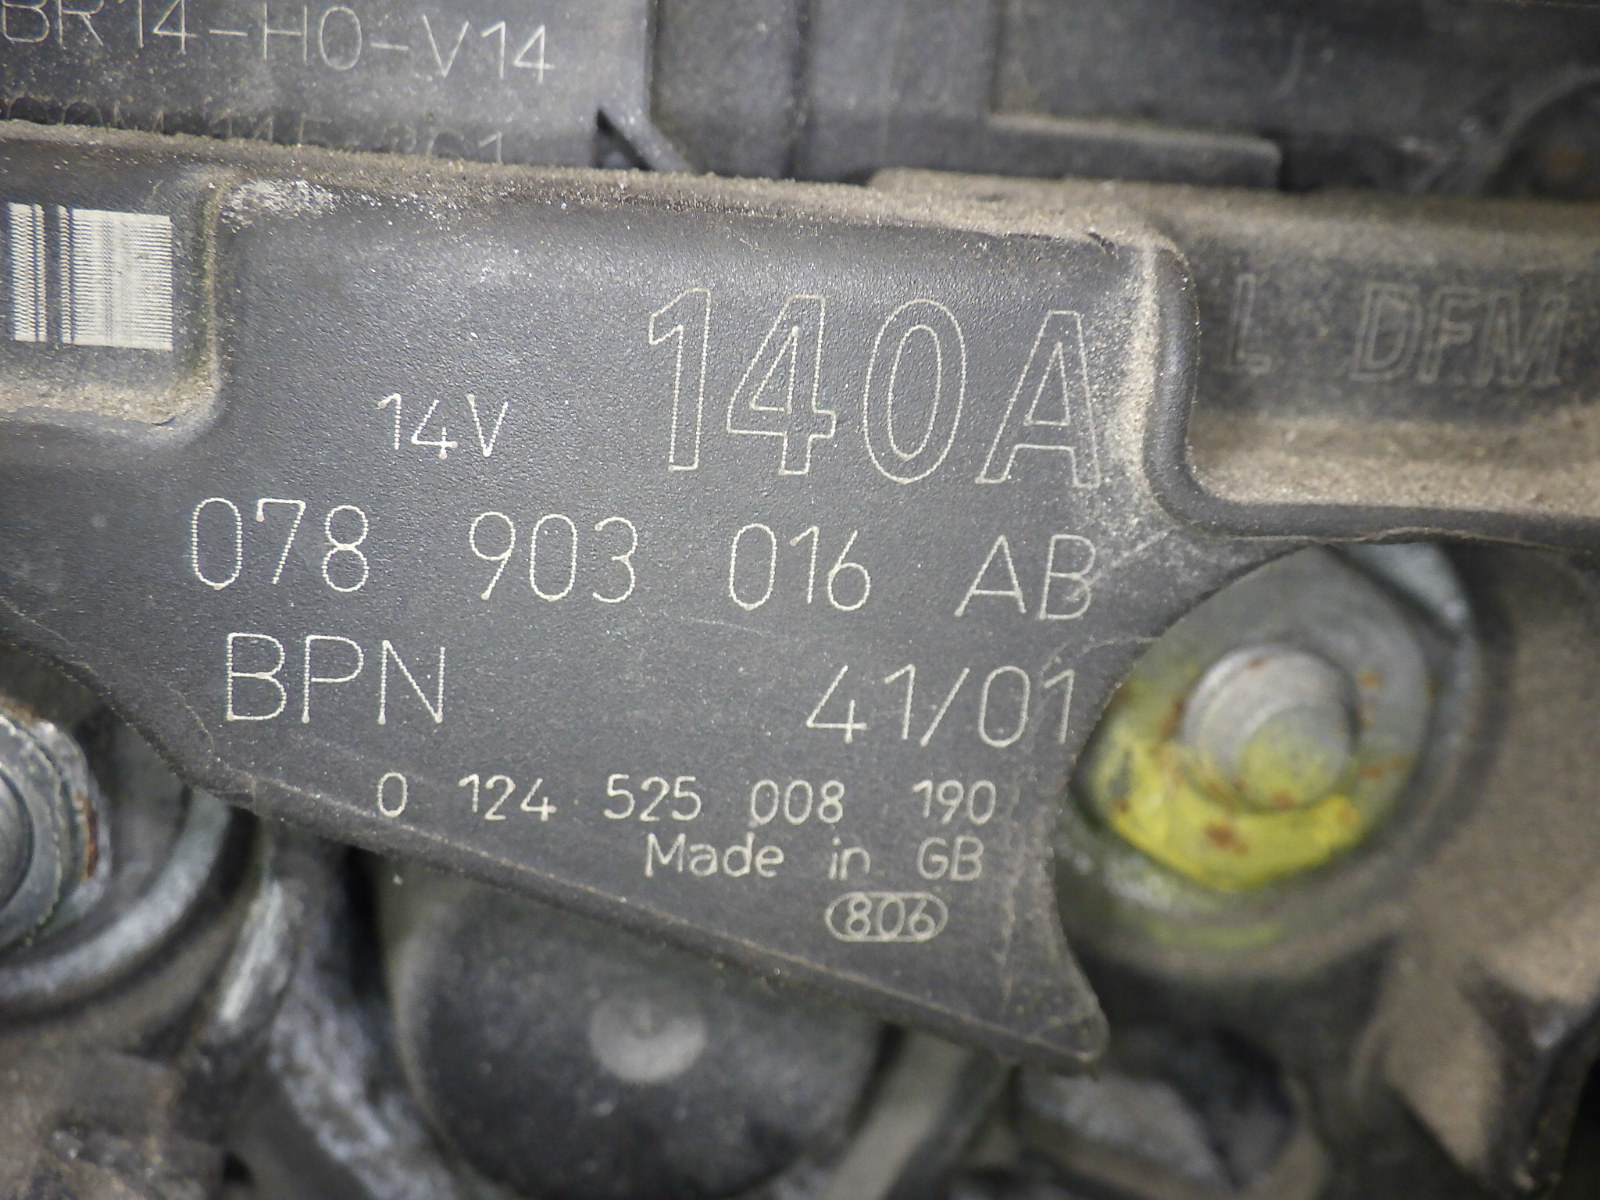 BR14-H0-V14
L DFM
14V 140A
078 903 016 AB
BPN 41/01
0 124 525 008 190
Made in GB
806